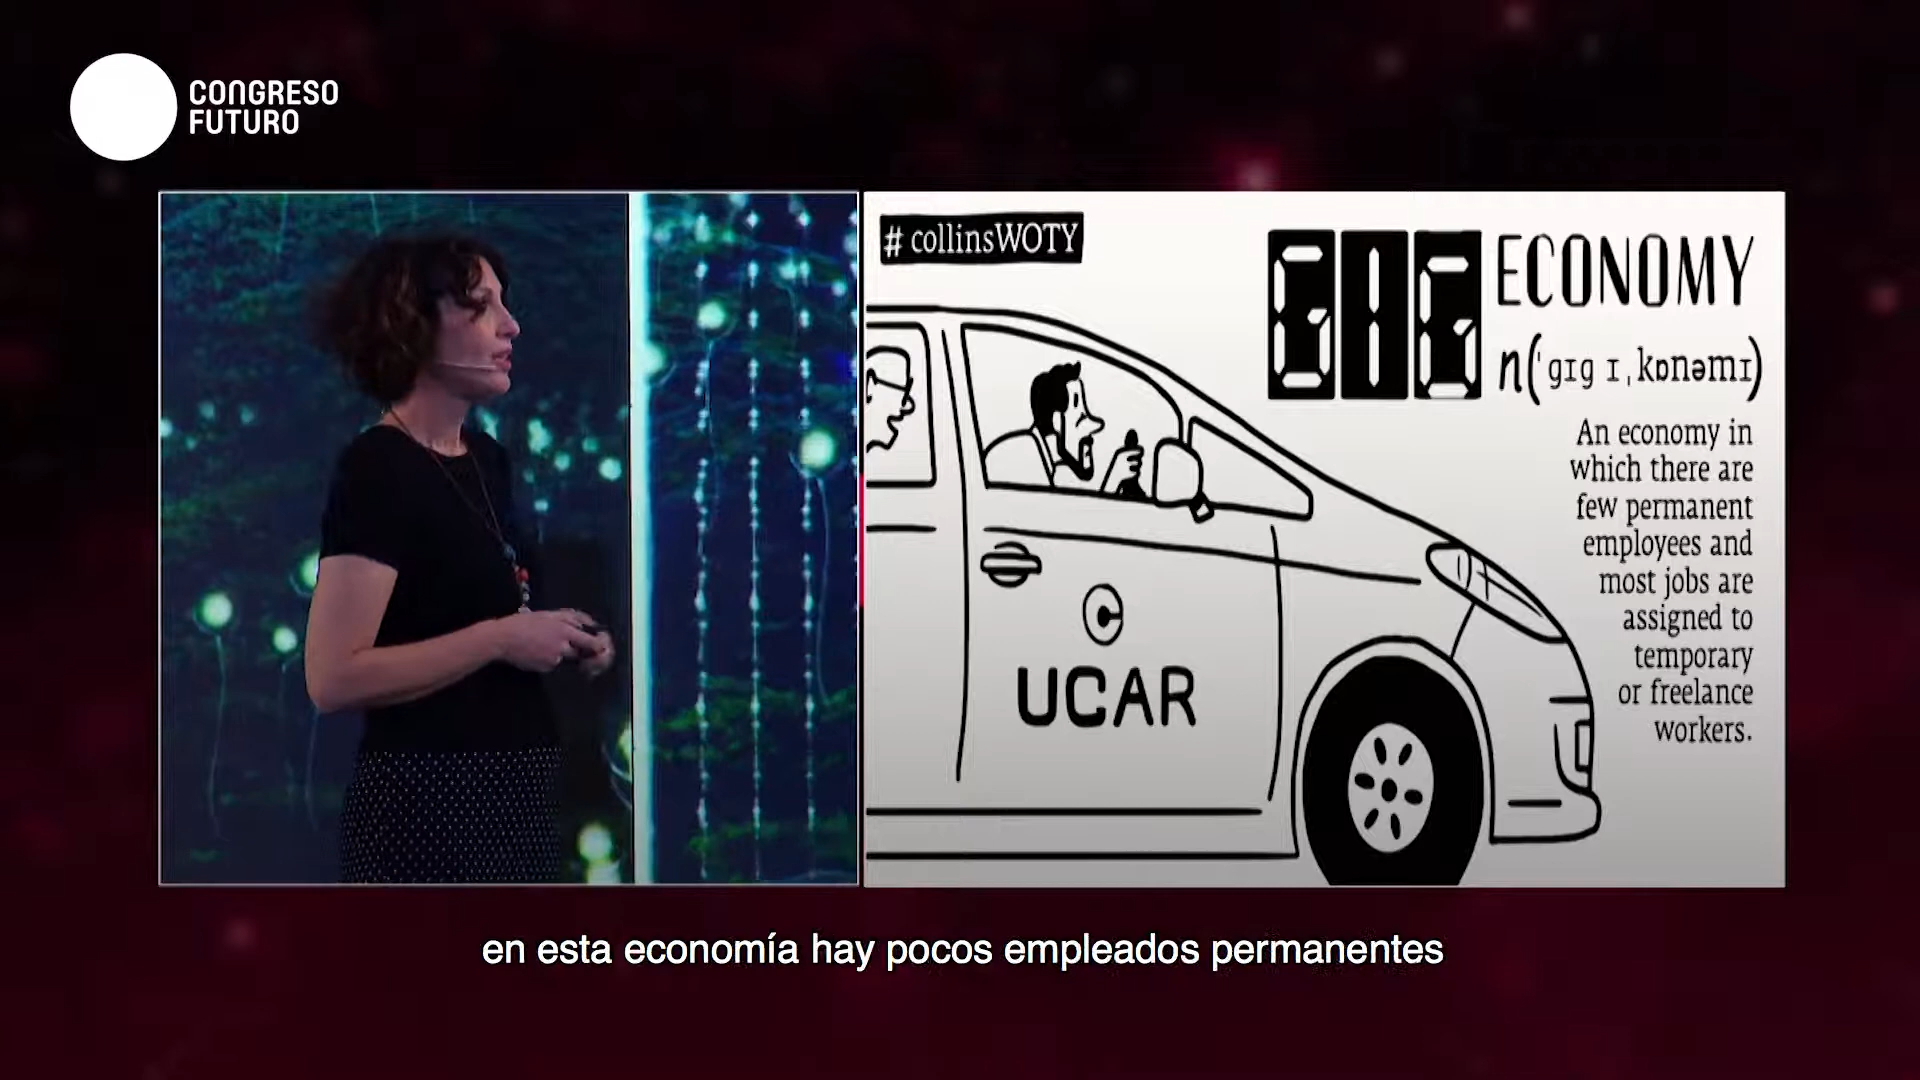 CONGRESO
FUTURO
# collinsWOTY
GIG ECONOMY
n(ˈgɪg ɪˌkɒnəmɪ)
An economy in
which there are
few permanent
employees and
most jobs are
assigned to
temporary
or freelance
workers.
UCAR
en esta economía hay pocos empleados permanentes